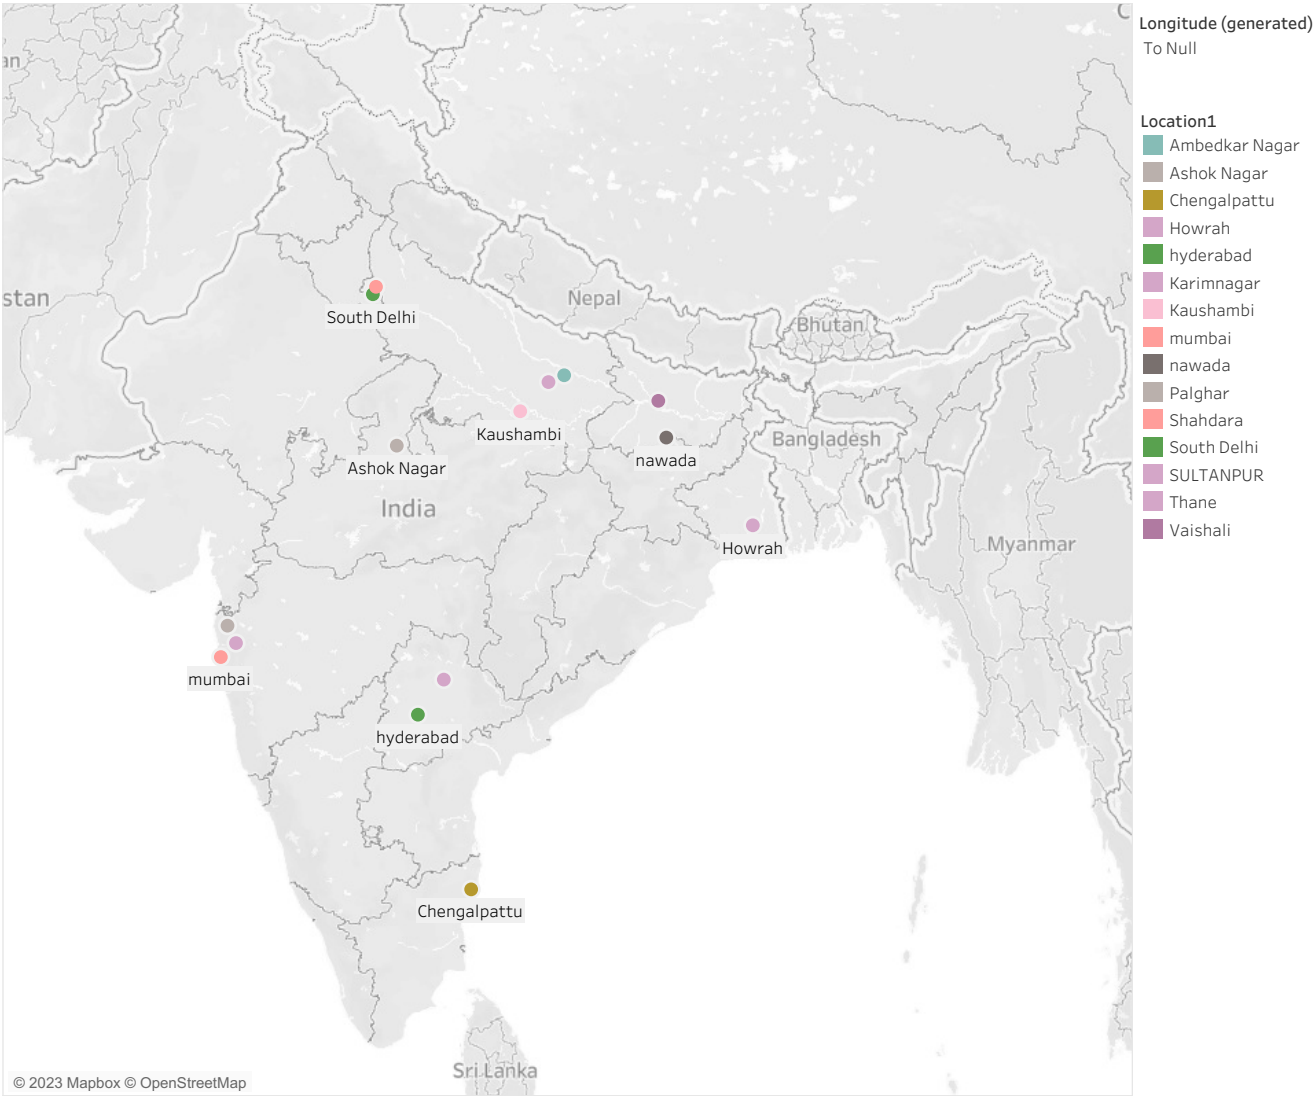 Longitude (generated)
To Null
Location1
Ambedkar Nagar
Ashok Nagar
Chengalpattu
Howrah
hyderabad
Karimnagar
Kaushambi
mumbai
nawada
Palghar
Shahdara
South Delhi
SULTANPUR
Thane
Vaishali
an
stan
Nepal
South Delhi
Bhutan
Kaushambi
Bangladesh
nawada
Ashok Nagar
India
Howrah
Myanmar
mumbai
hyderabad
Chengalpattu
Sri Lanka
© 2023 Mapbox © OpenStreetMap